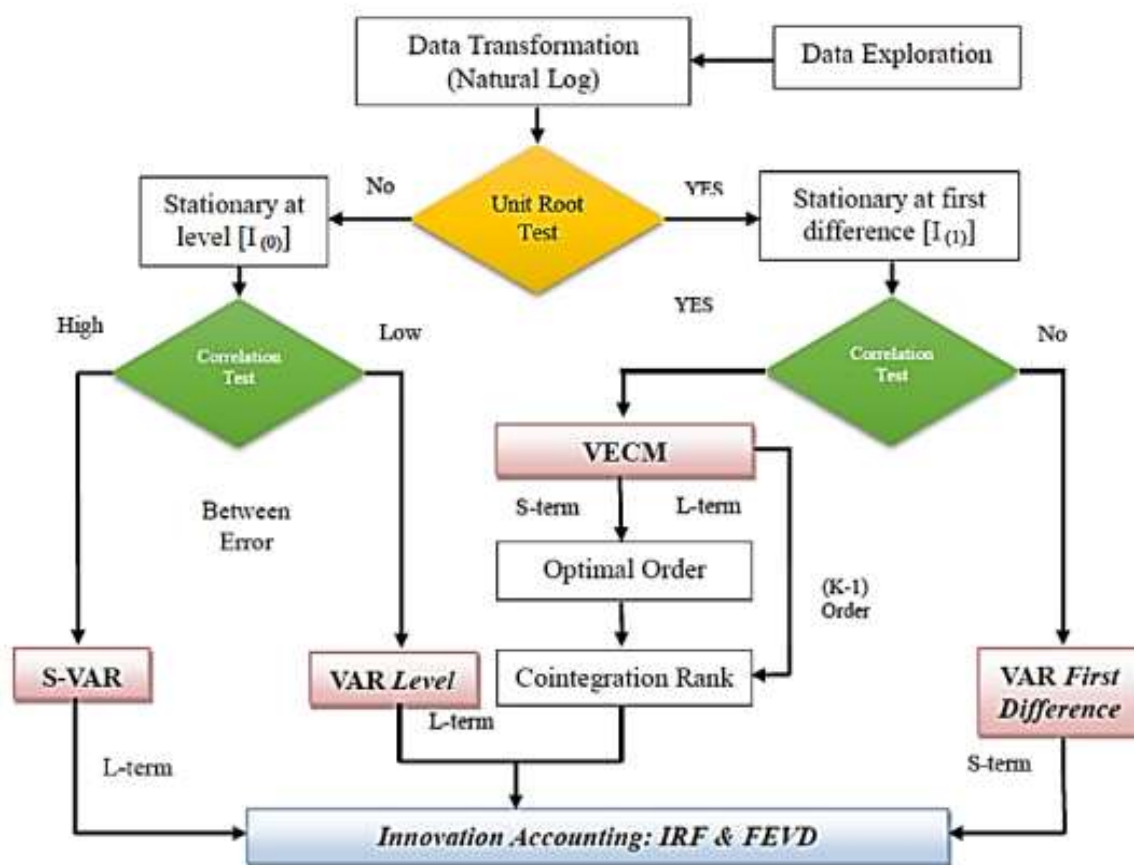 Data Transformation
(Natural Log)
Data Exploration
No
YES
Stationary at
level [I (0)]
Unit Root
Test
Stationary at first
difference [I (1)]
High
Low
YES
No
Correlation
Test
Correlation
Test
VECM
S-term
L-term
Between
Error
Optimal Order
(K-1)
Order
S-VAR
VAR Level
Cointegration Rank
VAR First
Difference
L-term
L-term
S-term
Innovation Accounting: IRF & FEVD